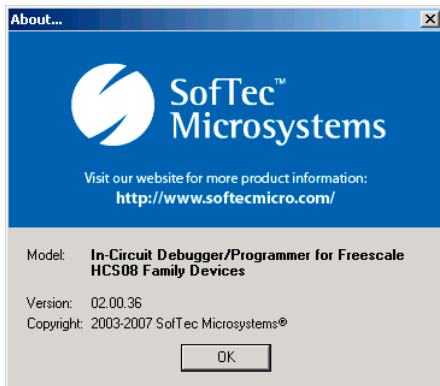 About...
SofTec™
Microsystems
Visit our website for more product information:
http://www.softecmicro.com/
Model: In-Circuit Debugger/Programmer for Freescale
HCS08 Family Devices
Version: 02.00.36
Copyright: 2003-2007 SofTec Microsystems®
OK